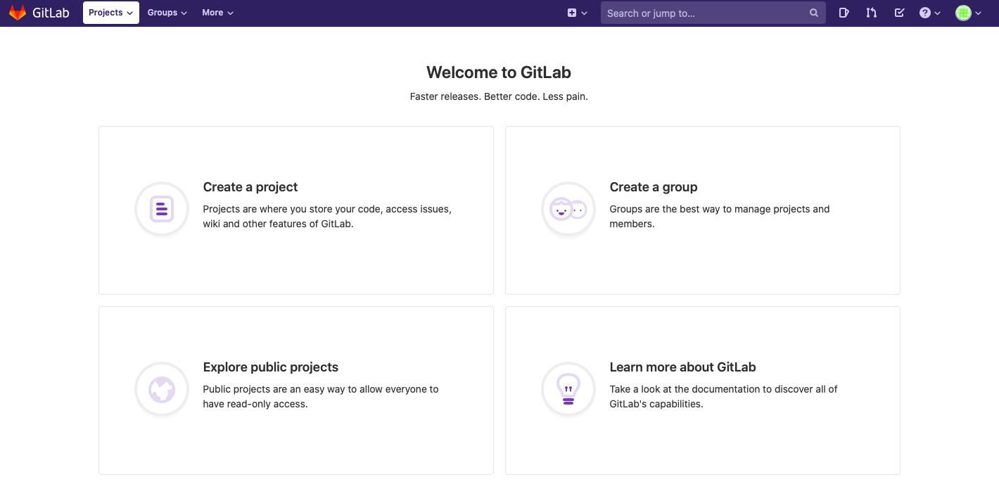 GitLab Projects Groups More Search or jump to...
Welcome to GitLab
Faster releases. Better code. Less pain.
Create a project
Projects are where you store your code, access issues,
wiki and other features of GitLab.
Create a group
Groups are the best way to manage projects and
members.
Explore public projects
Public projects are an easy way to allow everyone to
have read-only access.
Learn more about GitLab
Take a look at the documentation to discover all of
GitLab's capabilities.